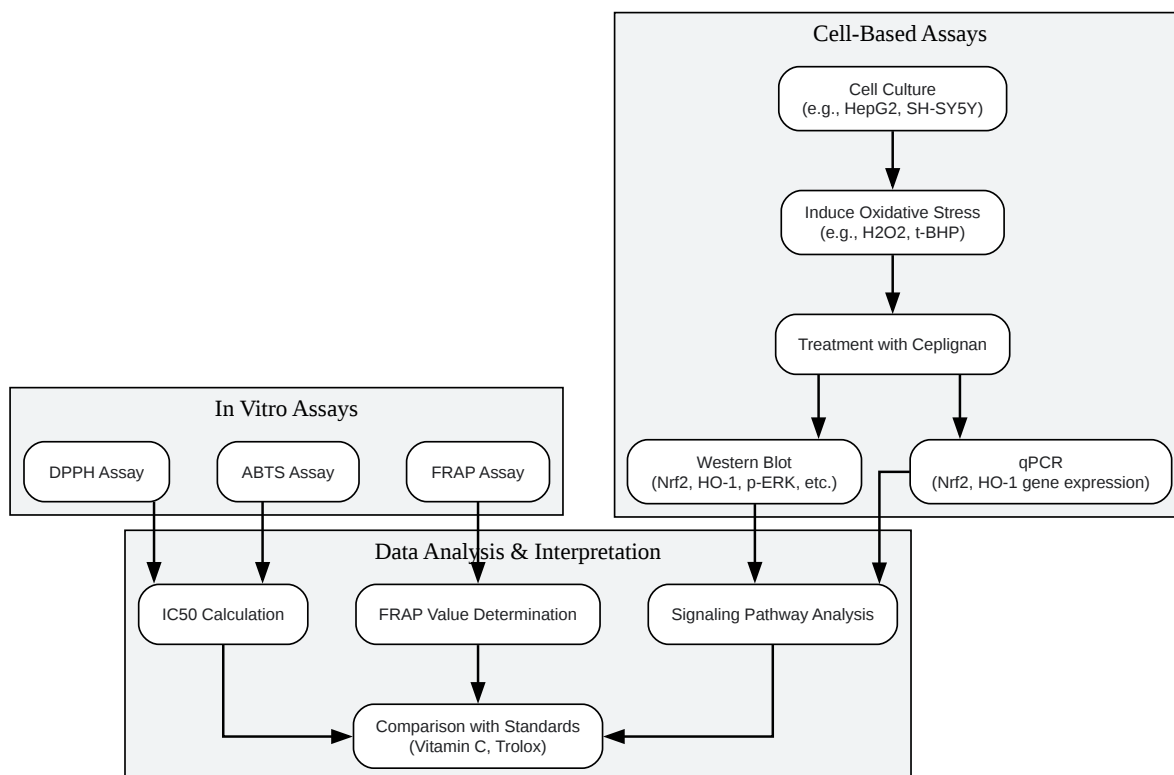 Cell-Based Assays
Cell Culture
(e.g., HepG2, SH-SY5Y)
Induce Oxidative Stress
(e.g., H2O2, t-BHP)
Treatment with Ceplignan
In Vitro Assays
DPPH Assay
ABTS Assay
FRAP Assay
Western Blot
(Nrf2, HO-1, p-ERK, etc.)
qPCR
(Nrf2, HO-1 gene expression)
Data Analysis & Interpretation
IC50 Calculation
FRAP Value Determination
Signaling Pathway Analysis
Comparison with Standards
(Vitamin C, Trolox)